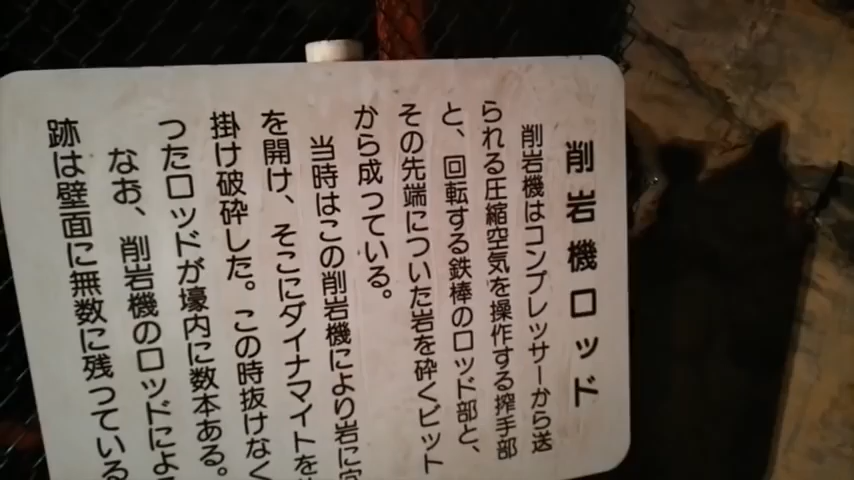 削岩機ロッド
削岩機はコンプレッサーから送
られる圧縮空気を操作する搾手部
と、回転する鉄棒のロッド部と、
その先端についた岩を砕くビット
から成つている。
当時はこの削岩機により岩に
を開け、そこにダイナマイトを
掛け破砕した。この時抜けなく
つたロッドが壕内に数本ある。
なお、削岩機のロッドによ
跡は壁面に無数に残つている